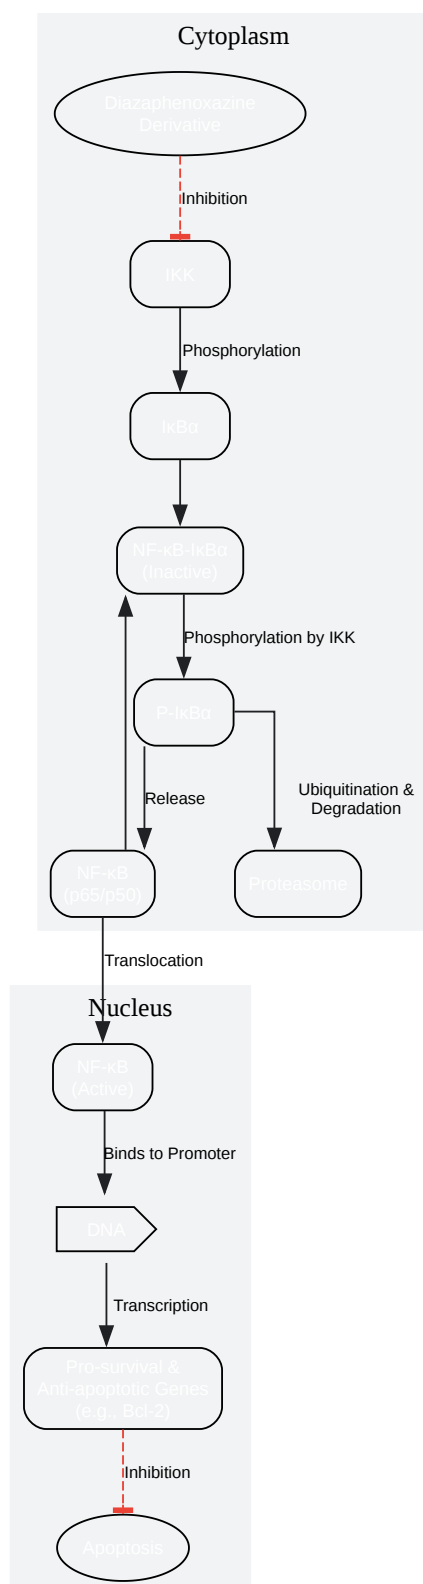 Cytoplasm
Diazaphenoxazine
Derivative
Inhibition
IKK
Phosphorylation
IκBα
NF-κB-IκBα
(Inactive)
Phosphorylation by IKK
P-IκBα
Release
Ubiquitination &
Degradation
NF-κB
(p65/p50)
Proteasome
Translocation
Nucleus
NF-κB
(Active)
Binds to Promoter
DNA
Transcription
Pro-survival &
Anti-apoptotic Genes
(e.g., Bcl-2)
Inhibition
Apoptosis